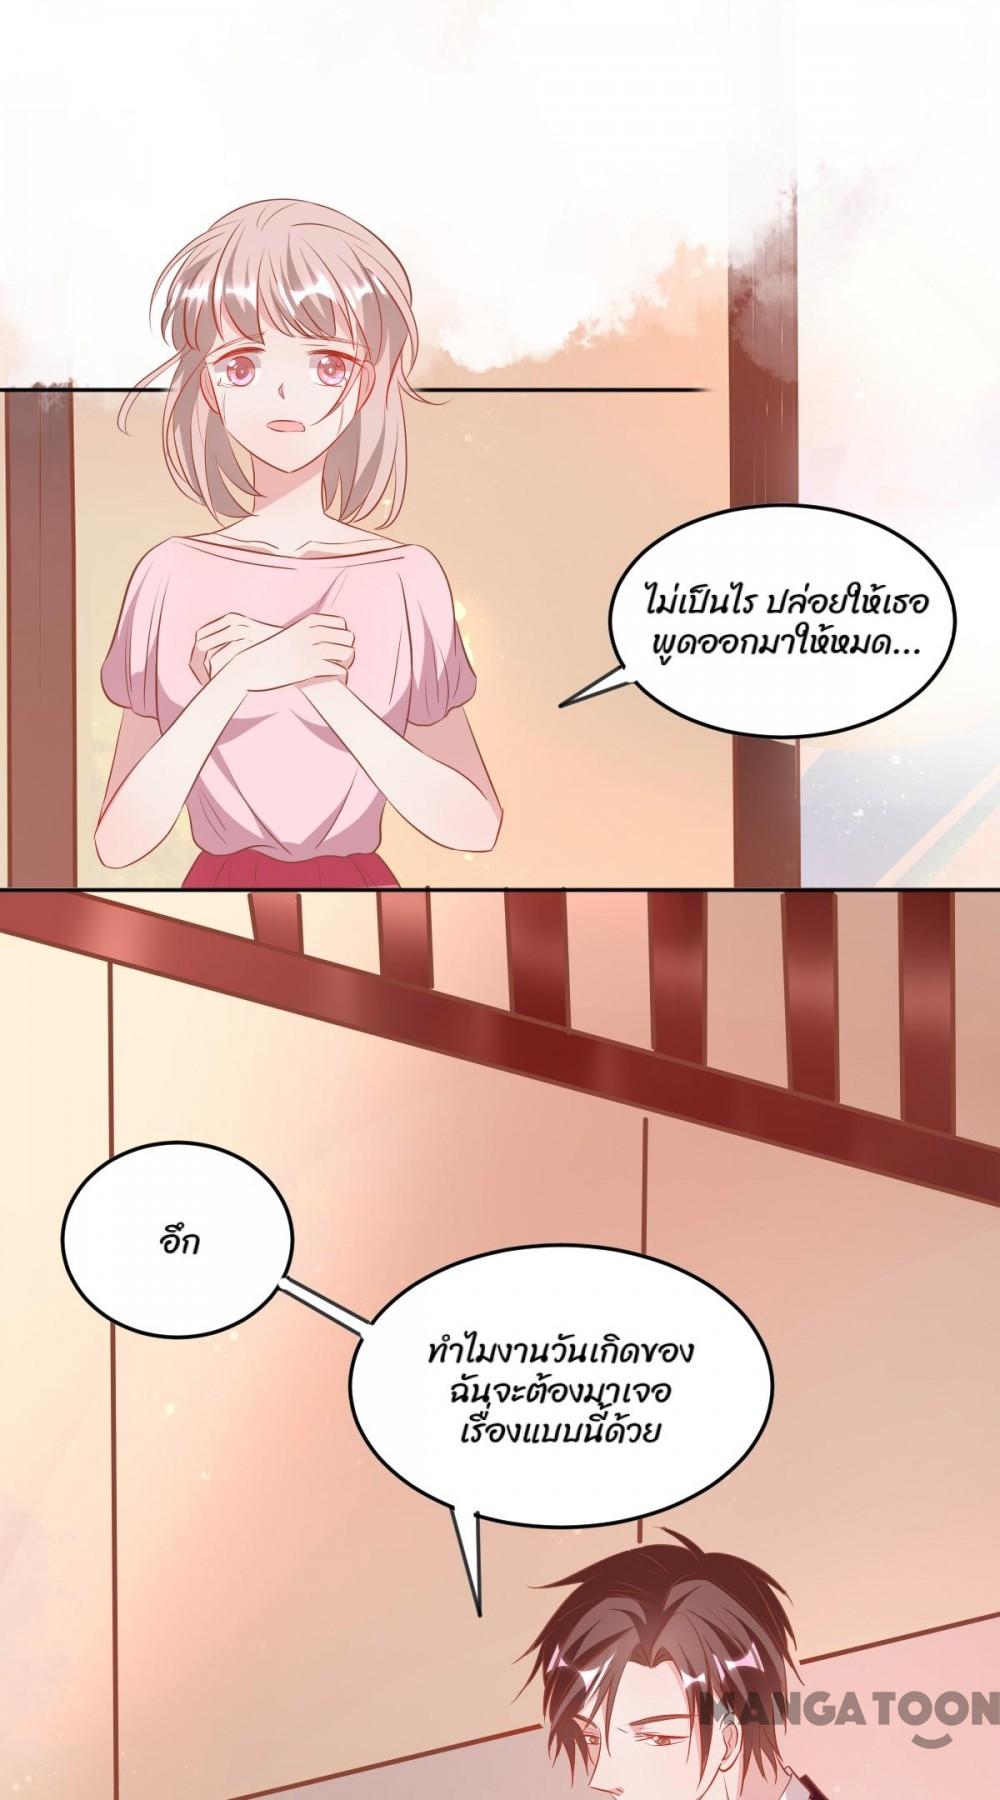 ไม่เป็นไร ปล่อยให้เธอ
พูดออกมาให้หมด...
อึก
ทำไมงานวันเกิดของ
ฉันจะต้องมาเจอ
เรื่องแบบนี้ด้วย
MANGATOON